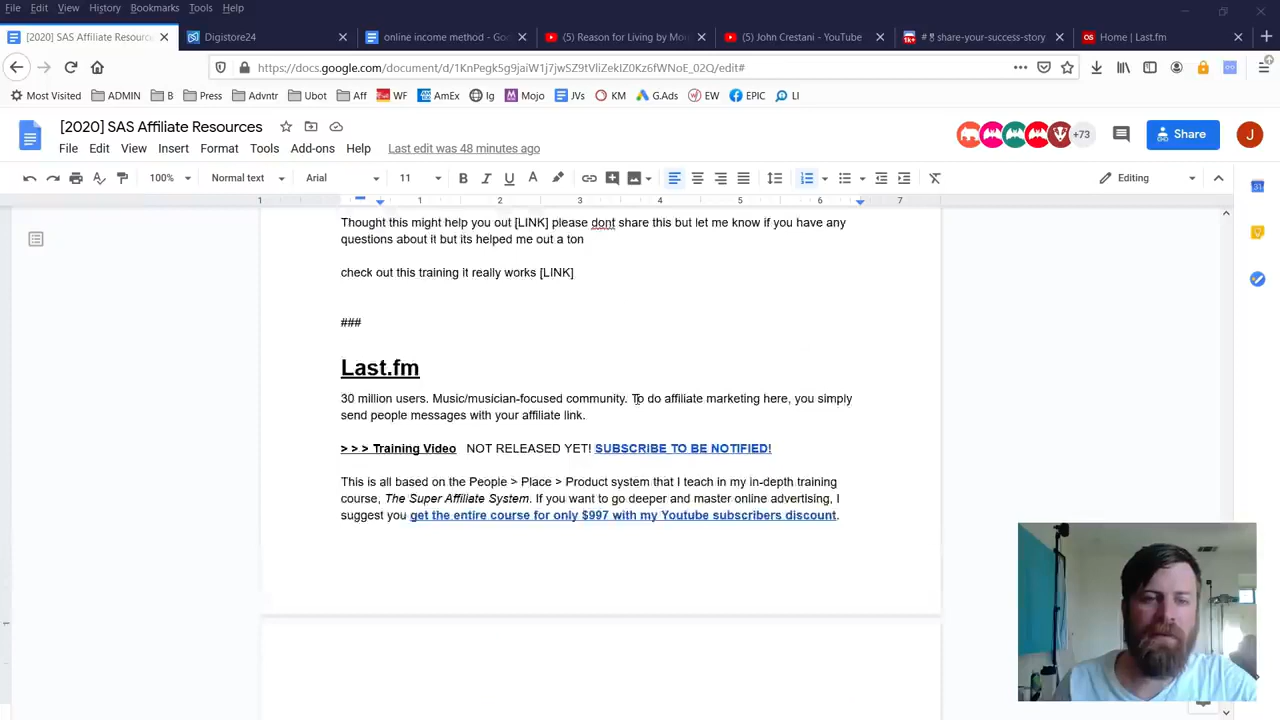 File Edit View History Bookmarks Tools Help
[2020] SAS Affiliate Resource
Digistore24
online income method - Goo
(5) Reason for Living by Mo
(5) John Crestani - YouTube
share-your-success-story
Home | Last.fm
https://docs.google.com/document/d/1KnPegk5g9jaiW1j7jwSZ9tVliZeklZ0Kz6fWNoE_02Q/edit#
Most Visited ADMIN B Press Advntr Ubot Aff WF AmEx Ig Mojo JVs KM G.Ads EW EPIC LI
[2020] SAS Affiliate Resources
+73
Share
J
File Edit View Insert Format Tools Add-ons Help Last edit was 48 minutes ago
100% Normal text Arial 11 Editing
1 1 2 3 4 5 6 7
Thought this might help you out [LINK] please dont share this but let me know if you have any
questions about it but its helped me out a ton
check out this training it really works [LINK]
###
Last.fm
30 million users. Music/musician-focused community. To do affiliate marketing here, you simply
send people messages with your affiliate link.
> > > Training Video NOT RELEASED YET! SUBSCRIBE TO BE NOTIFIED!
This is all based on the People > Place > Product system that I teach in my in-depth training
course, The Super Affiliate System. If you want to go deeper and master online advertising, I
suggest you get the entire course for only $997 with my Youtube subscribers discount.